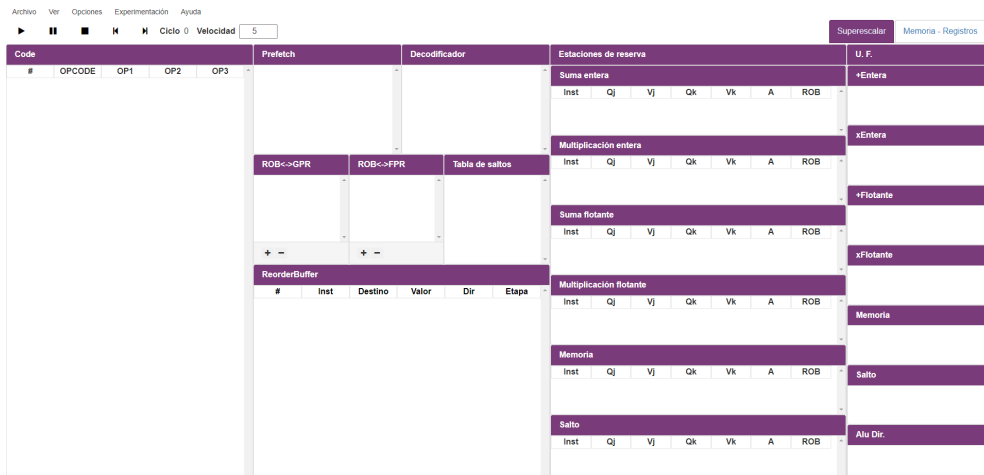 Archivo Ver Opciones Experimentación Ayuda
Ciclo 0 Velocidad 5
Superescalar Memoria - Registros
Code
# OPCODE OP1 OP2 OP3
Prefetch
Decodificador
ROB<->GPR
+ −
ROB<->FPR
+ −
Tabla de saltos
ReorderBuffer
# Inst Destino Valor Dir Etapa
Estaciones de reserva
Suma entera
Inst Qj Vj Qk Vk A ROB
Multiplicación entera
Inst Qj Vj Qk Vk A ROB
Suma flotante
Inst Qj Vj Qk Vk A ROB
Multiplicación flotante
Inst Qj Vj Qk Vk A ROB
Memoria
Inst Qj Vj Qk Vk A ROB
Salto
Inst Qj Vj Qk Vk A ROB
U. F.
+Entera
xEntera
+Flotante
xFlotante
Memoria
Salto
Alu Dir.